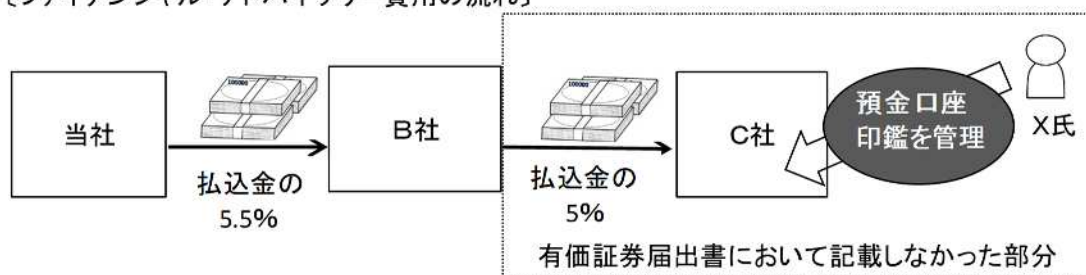 当社
B社
C社
X氏
預金口座
印鑑を管理
払込金の
5.5%
払込金の
5%
有価証券届出書において記載しなかった部分